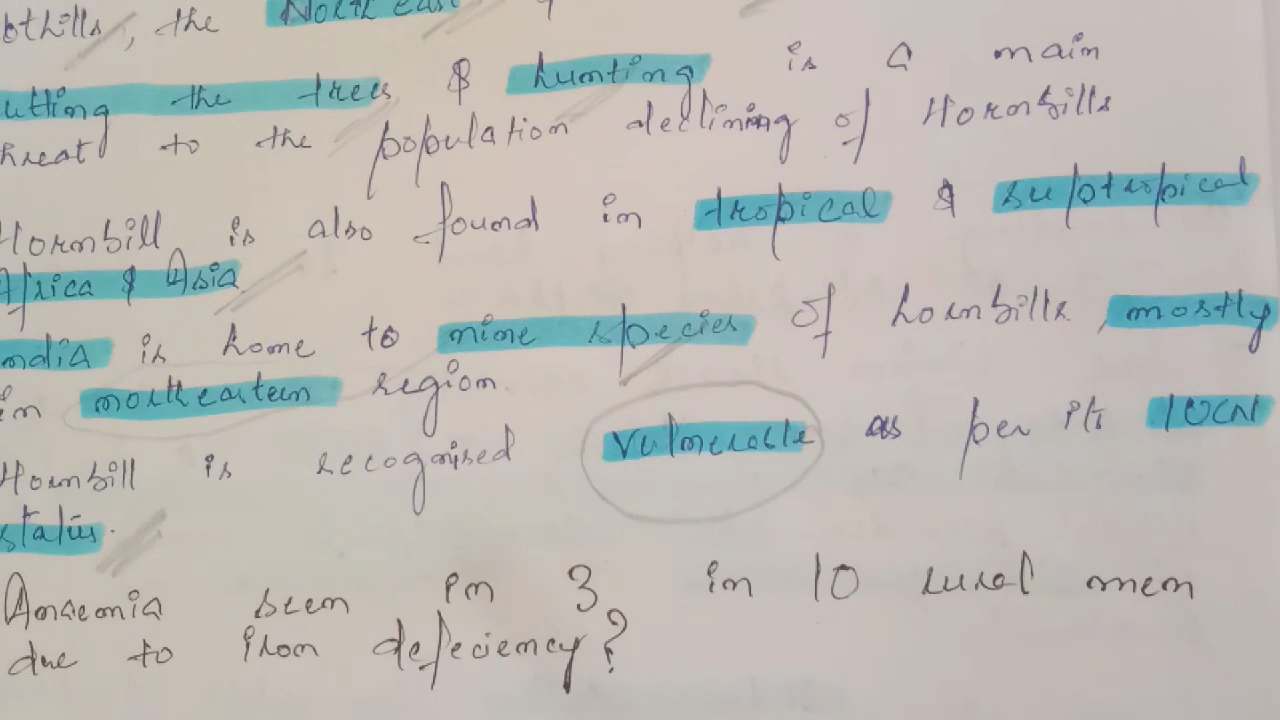 othills, the North east
utting the trees, & hunting is a main
hreat to the population declining of Hornbills
Hornbill is also found in tropical & suptropical
Africa & Asia.
ndia is home to nine species of hornbills, mostly
in northeastern region.
Hornbill is recognised Vulnerable as per its IUCN
status.
Anaemia seen in 3 in 10 rural men
due to iron defeciency?